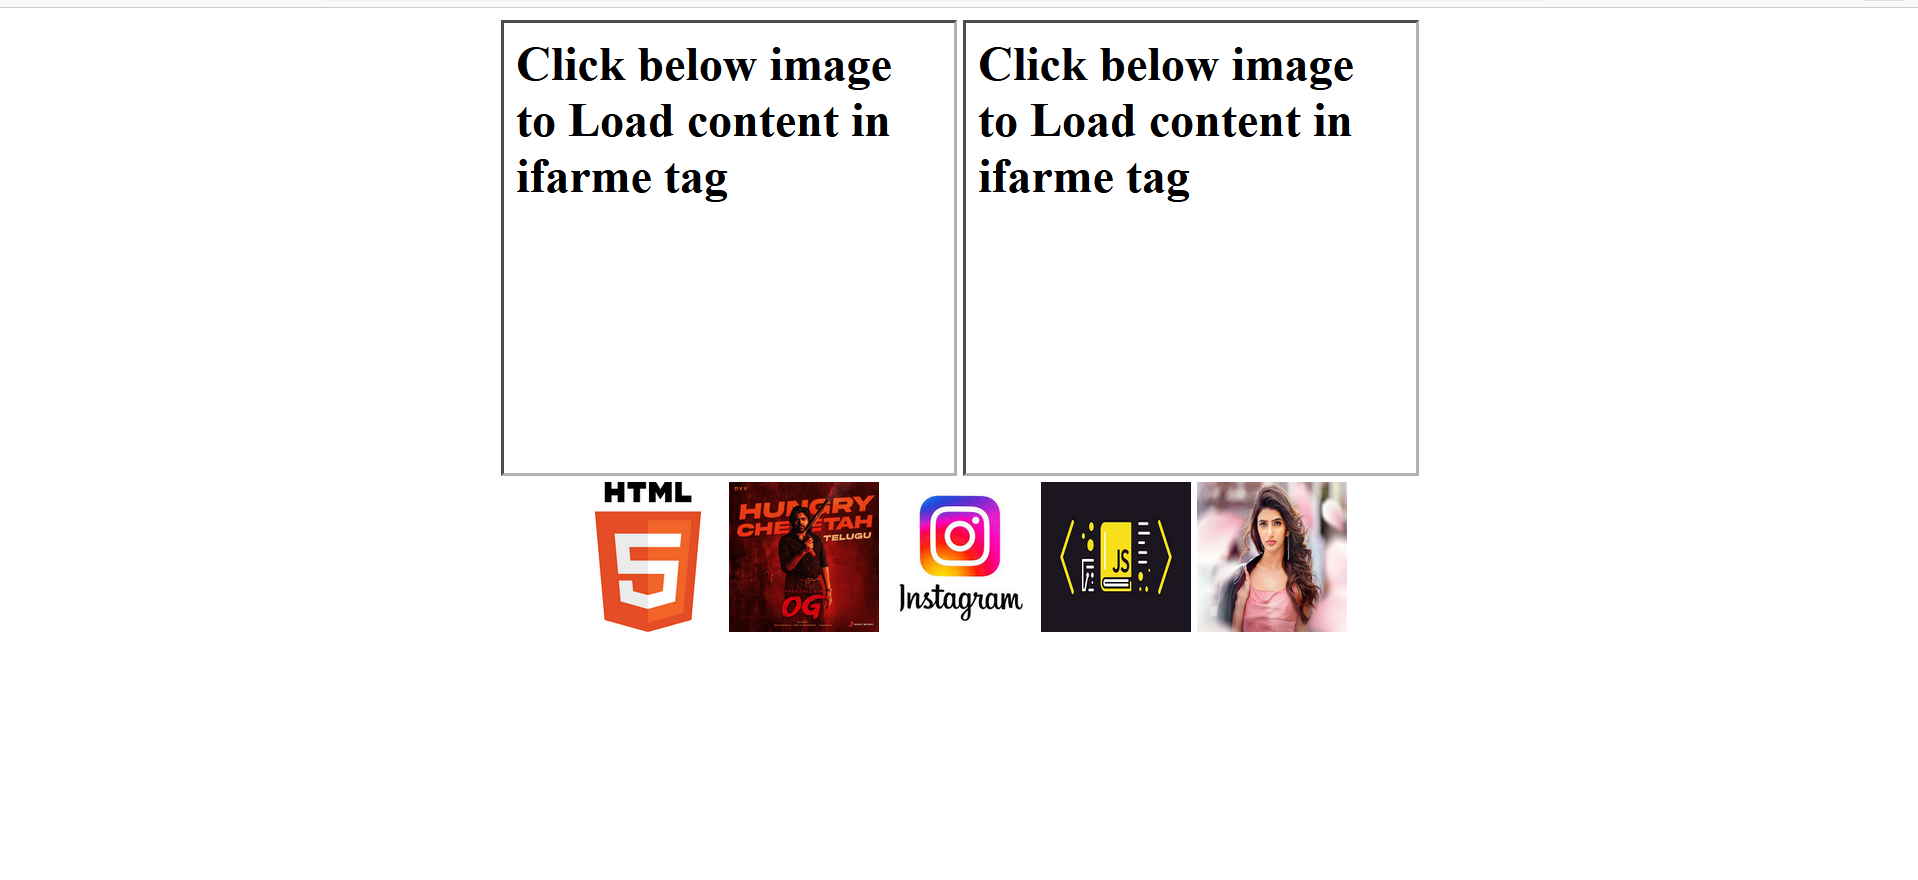 Click below image
to Load content in
ifarme tag
Click below image
to Load content in
ifarme tag
HTML
5
HUNGRY
CHEETAH
TELUGU
OG
Instagram
JS